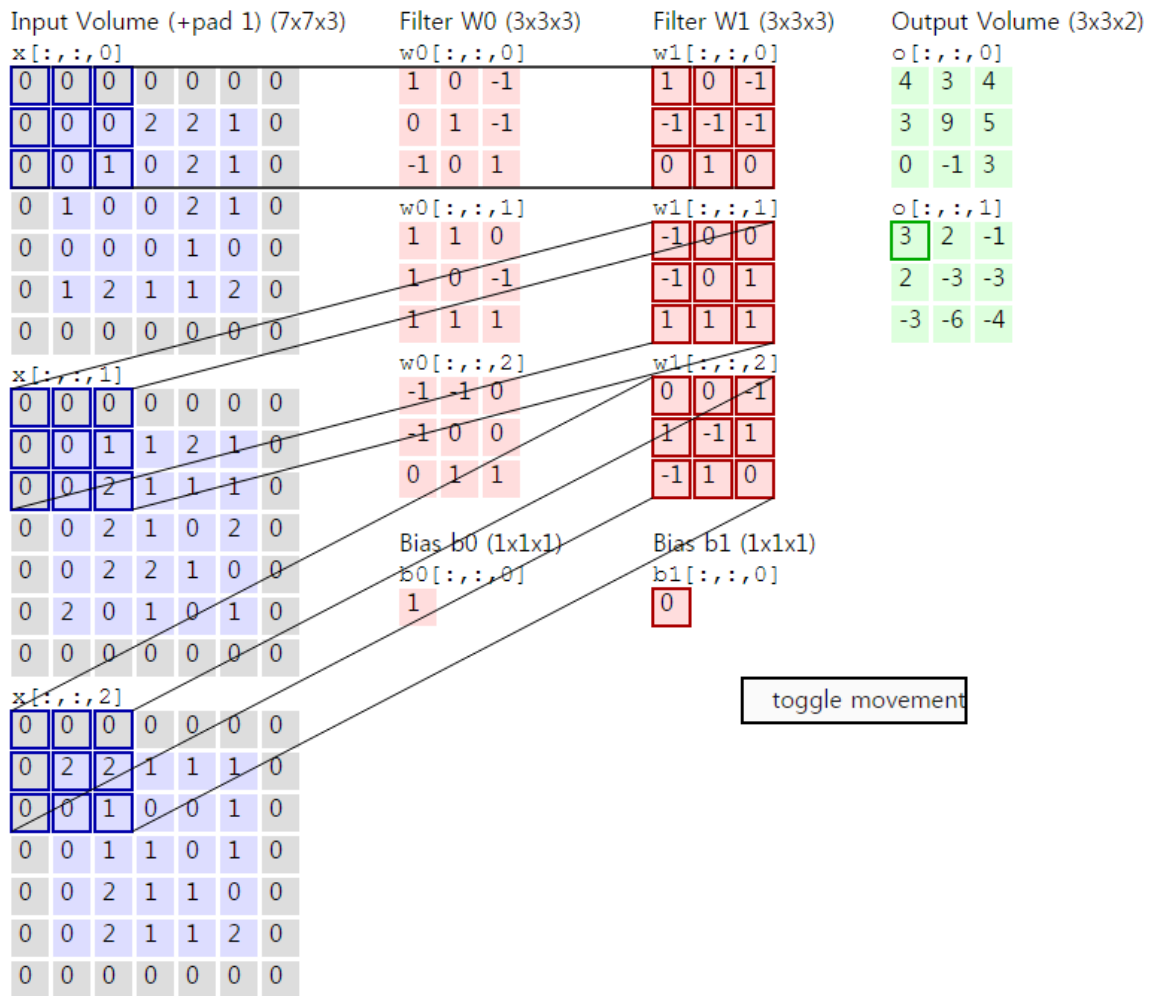 Input Volume (+pad 1) (7x7x3)
x[:,:,0]
0 0 0 0 0 0 0
0 0 0 2 2 1 0
0 0 1 0 2 1 0
0 1 0 0 2 1 0
0 0 0 0 1 0 0
0 1 2 1 1 2 0
0 0 0 0 0 0 0
x[:,:,1]
0 0 0 0 0 0 0
0 0 1 1 2 1 0
0 0 2 1 1 1 0
0 0 2 1 0 2 0
0 0 2 2 1 0 0
0 2 0 1 0 1 0
0 0 0 0 0 0 0
x[:,:,2]
0 0 0 0 0 0 0
0 2 2 1 1 1 0
0 0 1 0 0 1 0
0 0 1 1 0 1 0
0 0 2 1 1 0 0
0 0 2 1 1 2 0
0 0 0 0 0 0 0
Filter W0 (3x3x3)
w0[:,:,0]
1 0 -1
0 1 -1
-1 0 1
w0[:,:,1]
1 1 0
1 0 -1
1 1 1
w0[:,:,2]
-1 -1 0
-1 0 0
0 1 1
Bias b0 (1x1x1)
b0[:,:,0]
1
Filter W1 (3x3x3)
w1[:,:,0]
1 0 -1
-1 -1 -1
0 1 0
w1[:,:,1]
-1 0 0
-1 0 1
1 1 1
w1[:,:,2]
0 0 -1
1 -1 1
-1 1 0
Bias b1 (1x1x1)
b1[:,:,0]
0
Output Volume (3x3x2)
o[:,:,0]
4 3 4
3 9 5
0 -1 3
o[:,:,1]
3 2 -1
2 -3 -3
-3 -6 -4
toggle movement